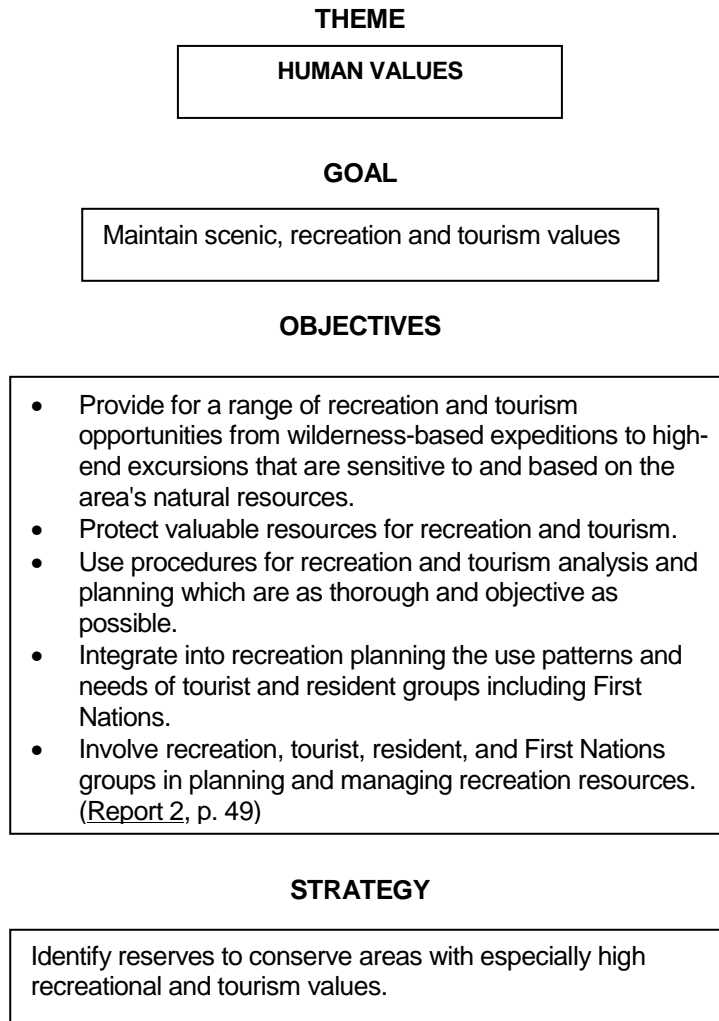 THEME
HUMAN VALUES
GOAL
Maintain scenic, recreation and tourism values
OBJECTIVES
• Provide for a range of recreation and tourism
opportunities from wilderness-based expeditions to high-
end excursions that are sensitive to and based on the
area's natural resources.
• Protect valuable resources for recreation and tourism.
• Use procedures for recreation and tourism analysis and
planning which are as thorough and objective as
possible.
• Integrate into recreation planning the use patterns and
needs of tourist and resident groups including First
Nations.
• Involve recreation, tourist, resident, and First Nations
groups in planning and managing recreation resources.
(Report 2, p. 49)
STRATEGY
Identify reserves to conserve areas with especially high
recreational and tourism values.